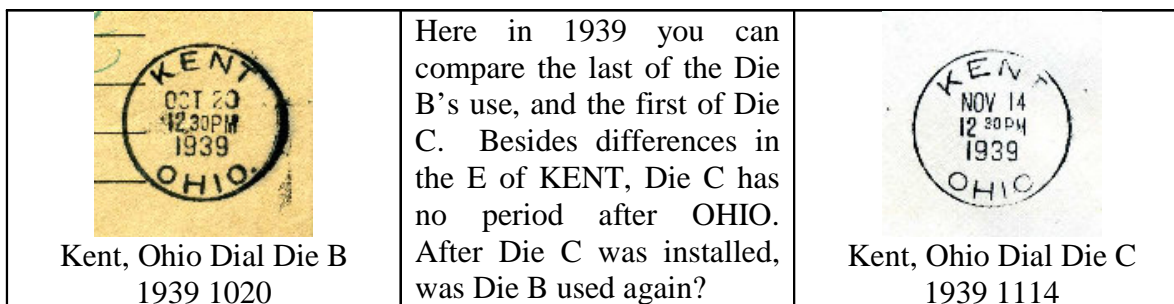 KENT
OCT 20
12 30PM
1939
OHIO.
Kent, Ohio Dial Die B
1939 1020
Here in 1939 you can
compare the last of the Die
B’s use, and the first of Die
C. Besides differences in
the E of KENT, Die C has
no period after OHIO.
After Die C was installed,
was Die B used again?
KENT
NOV 14
12 30PM
1939
OHIO
Kent, Ohio Dial Die C
1939 1114